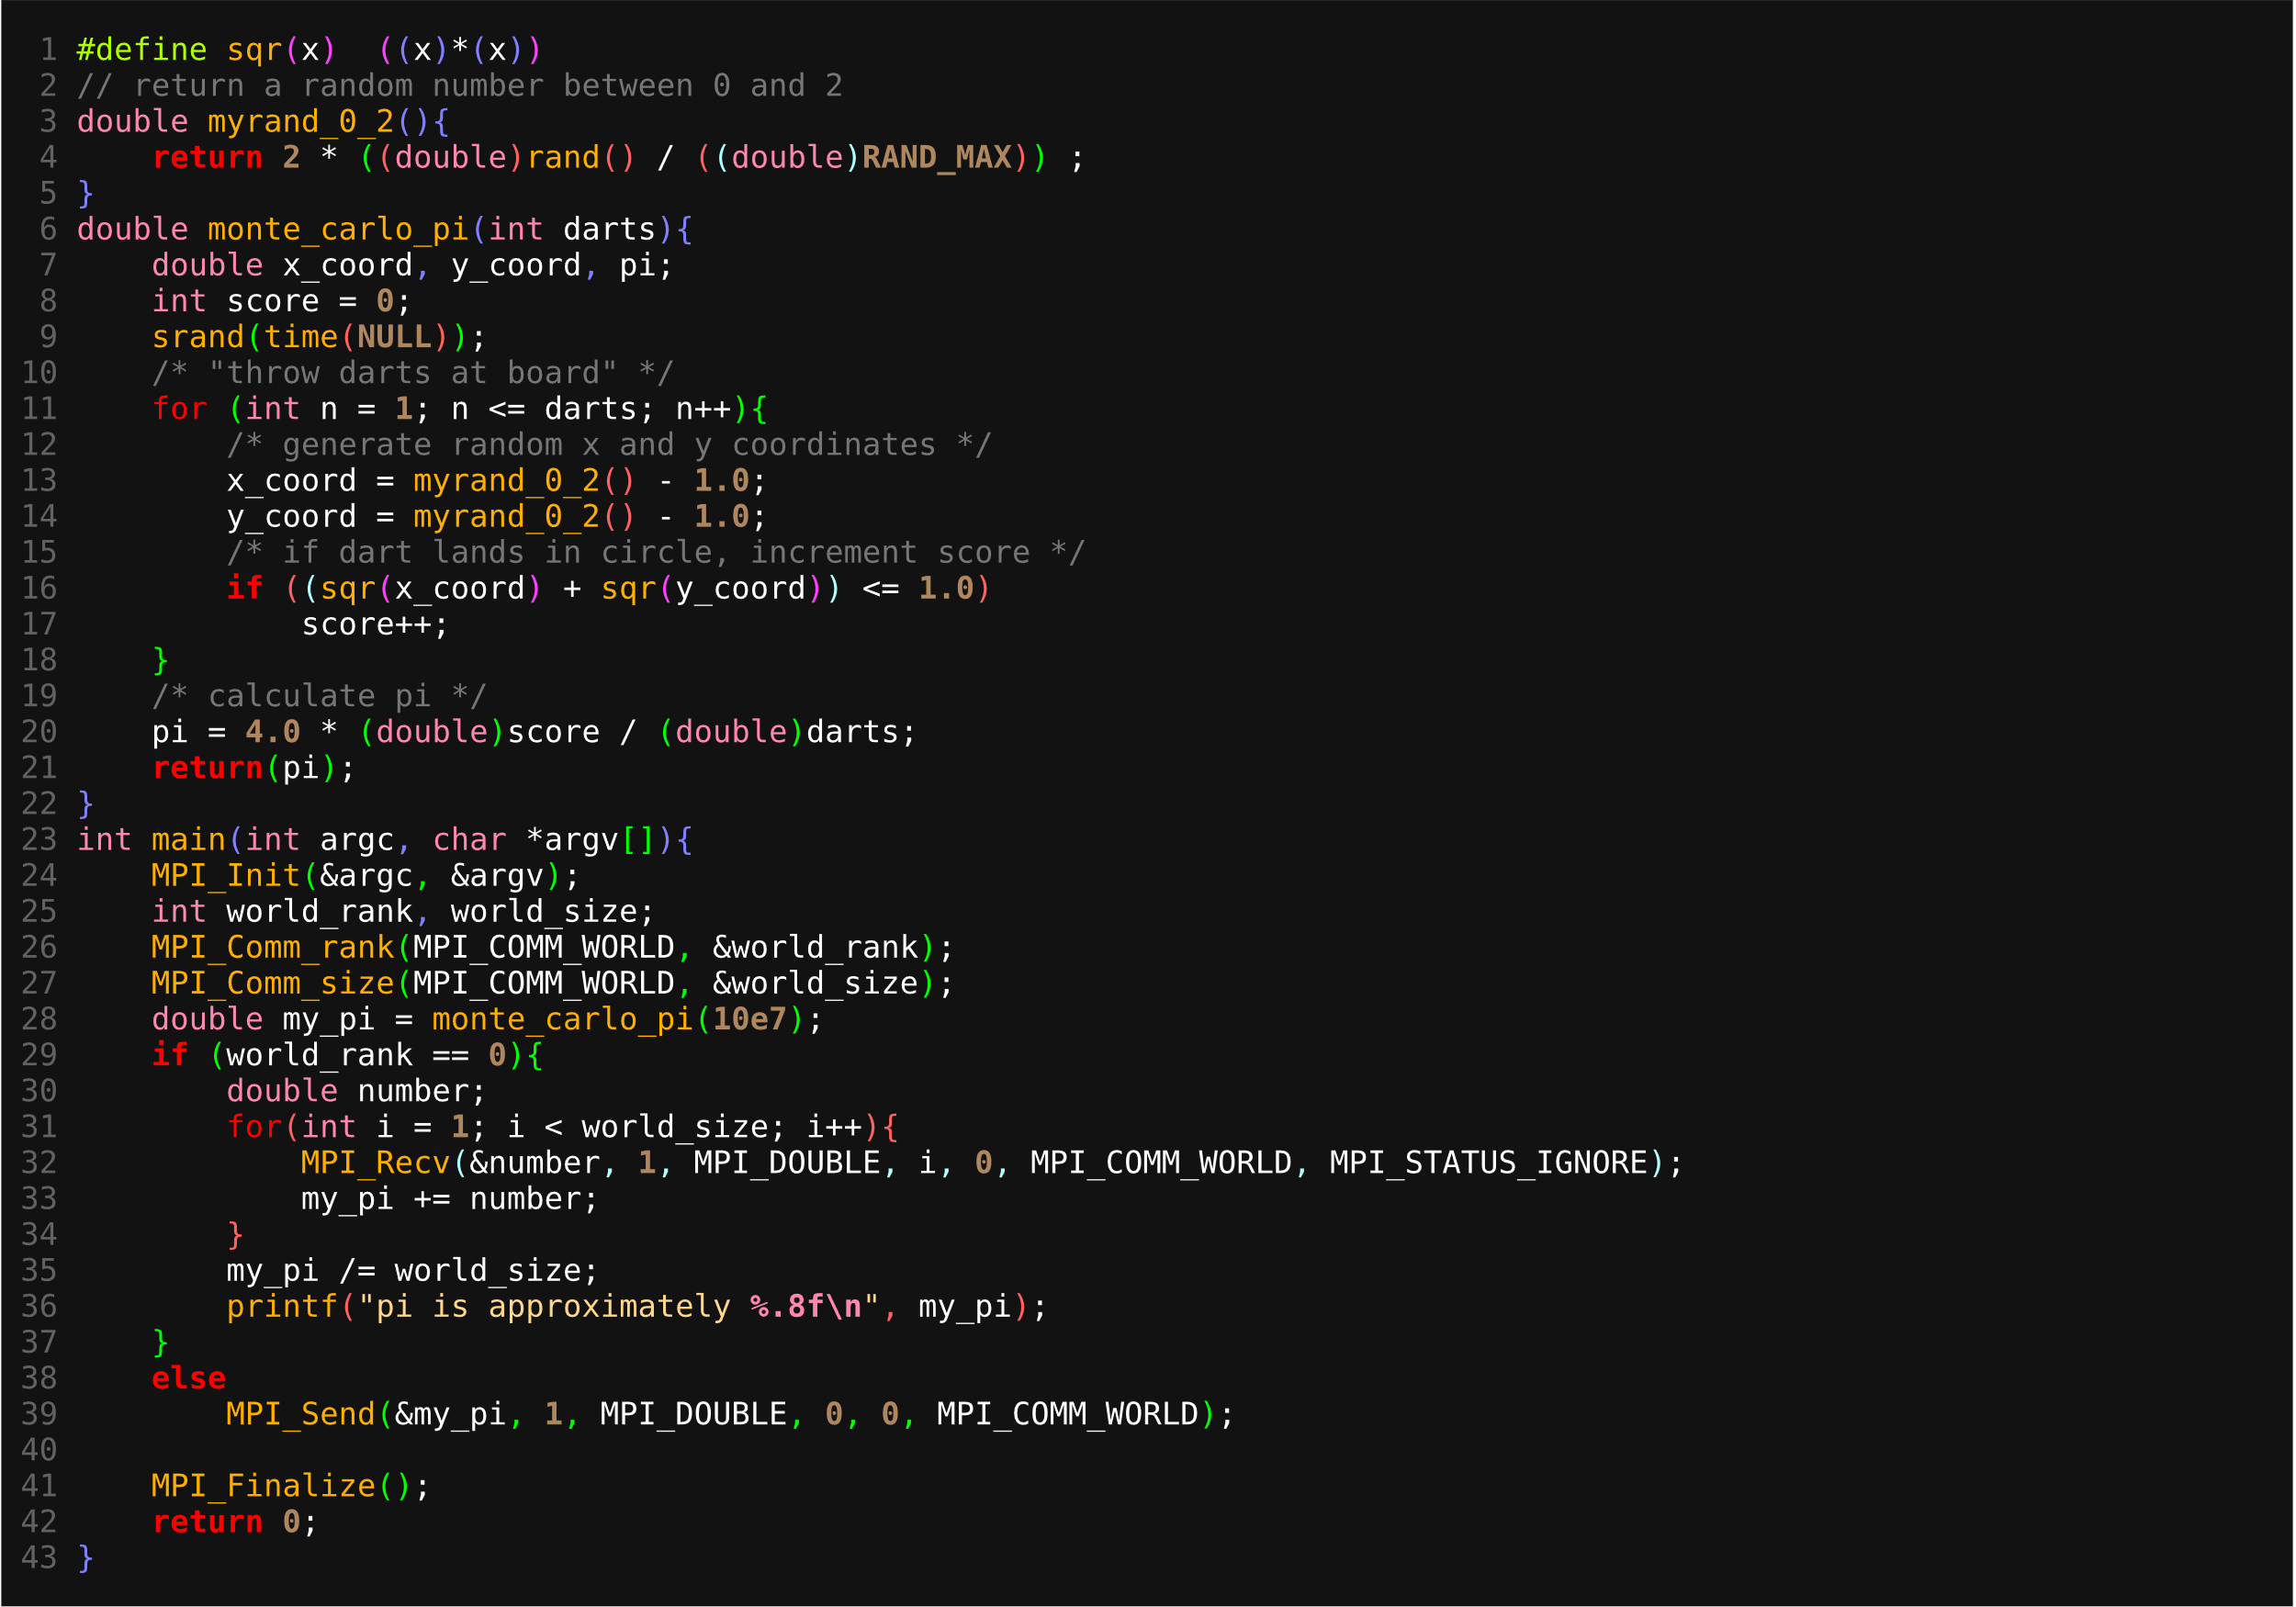 1 #define sqr(x)  ((x)*(x))
2 // return a random number between 0 and 2
3 double myrand_0_2(){
4     return 2 * ((double)rand() / ((double)RAND_MAX)) ;
5 }
6 double monte_carlo_pi(int darts){
7     double x_coord, y_coord, pi;
8     int score = 0;
9     srand(time(NULL));
10     /* "throw darts at board" */
11     for (int n = 1; n <= darts; n++){
12         /* generate random x and y coordinates */
13         x_coord = myrand_0_2() - 1.0;
14         y_coord = myrand_0_2() - 1.0;
15         /* if dart lands in circle, increment score */
16         if ((sqr(x_coord) + sqr(y_coord)) <= 1.0)
17             score++;
18     }
19     /* calculate pi */
20     pi = 4.0 * (double)score / (double)darts;
21     return(pi);
22 }
23 int main(int argc, char *argv[]){
24     MPI_Init(&argc, &argv);
25     int world_rank, world_size;
26     MPI_Comm_rank(MPI_COMM_WORLD, &world_rank);
27     MPI_Comm_size(MPI_COMM_WORLD, &world_size);
28     double my_pi = monte_carlo_pi(10e7);
29     if (world_rank == 0){
30         double number;
31         for(int i = 1; i < world_size; i++){
32             MPI_Recv(&number, 1, MPI_DOUBLE, i, 0, MPI_COMM_WORLD, MPI_STATUS_IGNORE);
33             my_pi += number;
34         }
35         my_pi /= world_size;
36         printf("pi is approximately %.8f\n", my_pi);
37     }
38     else
39         MPI_Send(&my_pi, 1, MPI_DOUBLE, 0, 0, MPI_COMM_WORLD);
40
41     MPI_Finalize();
42     return 0;
43 }